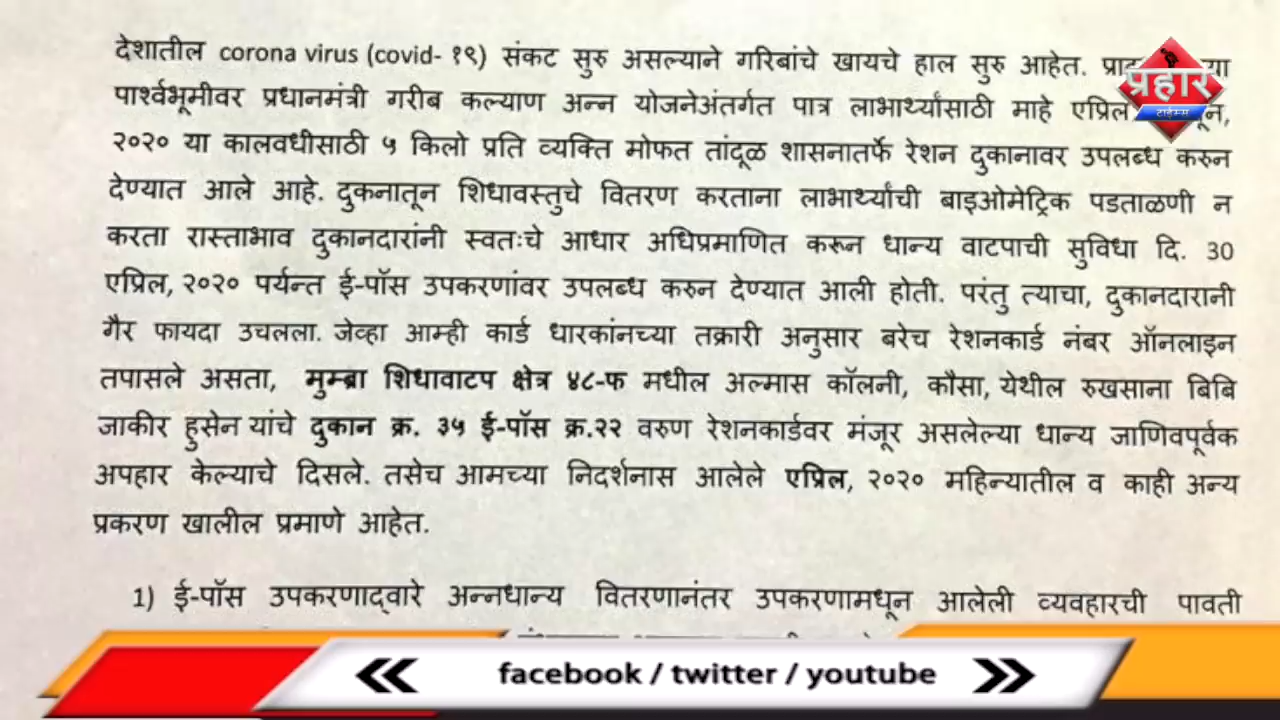 देशातील corona virus (covid- १९) संकट सुरु असल्याने गरिबांचे खायचे हाल सुरु आहेत.
प्रहार
टाईम्स
पार्श्वभूमीवर प्रधानमंत्री गरीब कल्याण अन्न योजनेअंतर्गत पात्र लाभार्थ्यांसाठी माहे एप्रिल
२०२० या कालवधीसाठी ५ किलो प्रति व्यक्ति मोफत तांदूळ शासनातर्फे रेशन दुकानावर उपलब्ध करुन
देण्यात आले आहे. दुकनातून शिधावस्तुचे वितरण करताना लाभार्थ्यांची बाइओमेट्रिक पडताळणी न
करता रास्ताभाव दुकानदारांनी स्वतःचे आधार अधिप्रमाणित करून धान्य वाटपाची सुविधा दि. 30
एप्रिल, २०२० पर्यन्त ई-पॉस उपकरणांवर उपलब्ध करुन देण्यात आली होती. परंतु त्याचा, दुकानदारानी
गैर फायदा उचलला. जेव्हा आम्ही कार्ड धारकांनच्या तक्रारी अनुसार बरेच रेशनकार्ड नंबर ऑनलाइन
तपासले असता, मुम्ब्रा शिधावाटप क्षेत्र ४८-फ मधील अल्मास कॉलनी, कौसा, येथील रुखसाना बिबि
जाकीर हुसेन यांचे दुकान क्र. ३५ ई-पॉस क्र.२२ वरुण रेशनकार्डवर मंजूर असलेल्या धान्य जाणिवपूर्वक
अपहार केल्याचे दिसले. तसेच आमच्या निदर्शनास आलेले एप्रिल, २०२० महिन्यातील व काही अन्य
प्रकरण खालील प्रमाणे आहेत.
1) ई-पॉस उपकरणाद्वारे अन्नधान्य वितरणानंतर उपकरणामधून आलेली व्यवहारची पावती
facebook / twitter / youtube